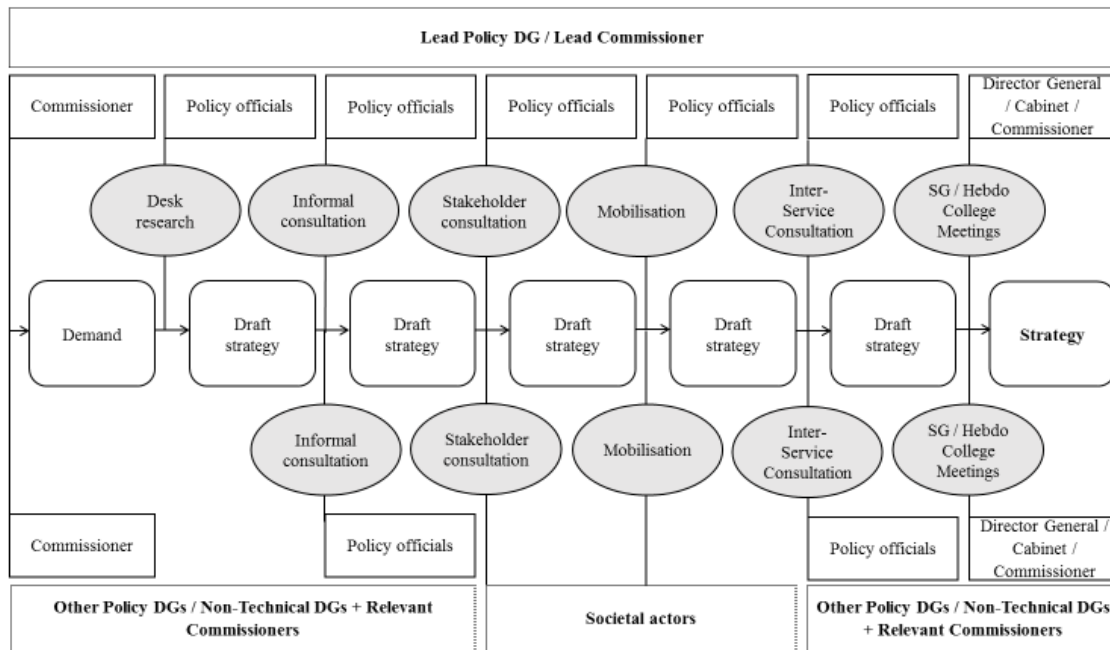 Lead Policy DG / Lead Commissioner
Commissioner
Policy officials
Policy officials
Policy officials
Policy officials
Policy officials
Director General
/ Cabinet /
Commissioner
Desk
research
Informal
consultation
Stakeholder
consultation
Mobilisation
Inter-
Service
Consultation
SG / Hebdo
College
Meetings
Demand
Draft
strategy
Draft
strategy
Draft
strategy
Draft
strategy
Draft
strategy
Strategy
Informal
consultation
Stakeholder
consultation
Mobilisation
Inter-
Service
Consultation
SG / Hebdo
College
Meetings
Commissioner
Policy officials
Policy officials
Director General /
Cabinet /
Commissioner
Other Policy DGs / Non-Technical DGs + Relevant
Commissioners
Societal actors
Other Policy DGs / Non-Technical DGs
+ Relevant Commissioners